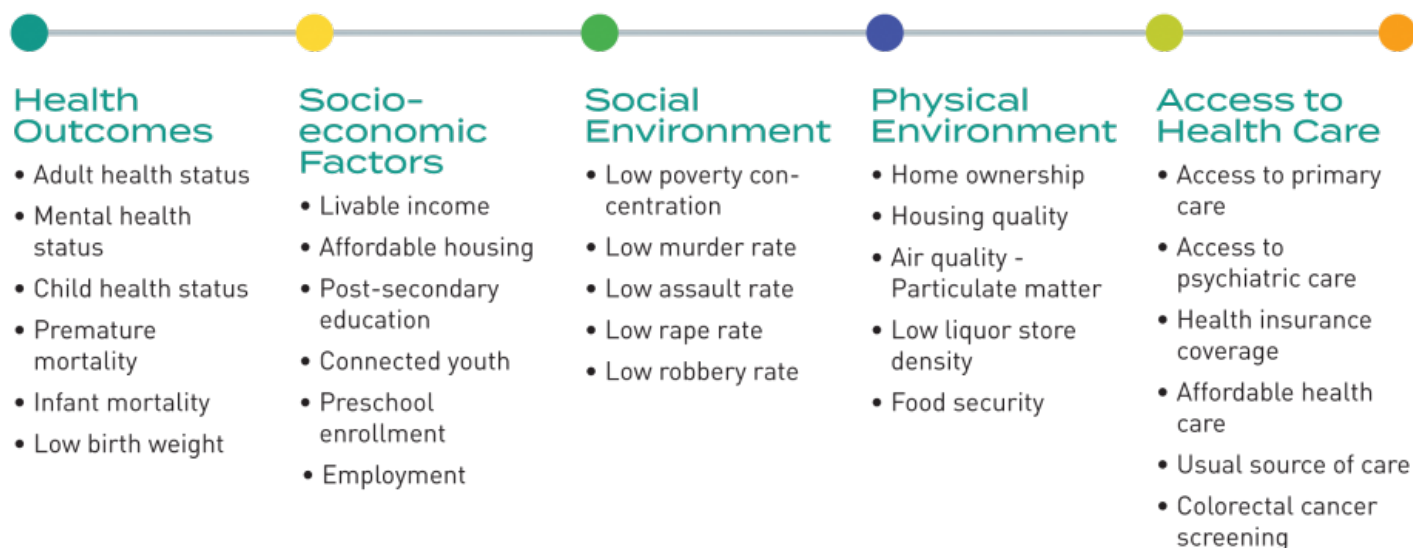 Health
Outcomes
• Adult health status
• Mental health
status
• Child health status
• Premature
mortality
• Infant mortality
• Low birth weight
Socio-
economic
Factors
• Livable income
• Affordable housing
• Post-secondary
education
• Connected youth
• Preschool
enrollment
• Employment
Social
Environment
• Low poverty con-
centration
• Low murder rate
• Low assault rate
• Low rape rate
• Low robbery rate
Physical
Environment
• Home ownership
• Housing quality
• Air quality -
Particulate matter
• Low liquor store
density
• Food security
Access to
Health Care
• Access to primary
care
• Access to
psychiatric care
• Health insurance
coverage
• Affordable health
care
• Usual source of care
• Colorectal cancer
screening